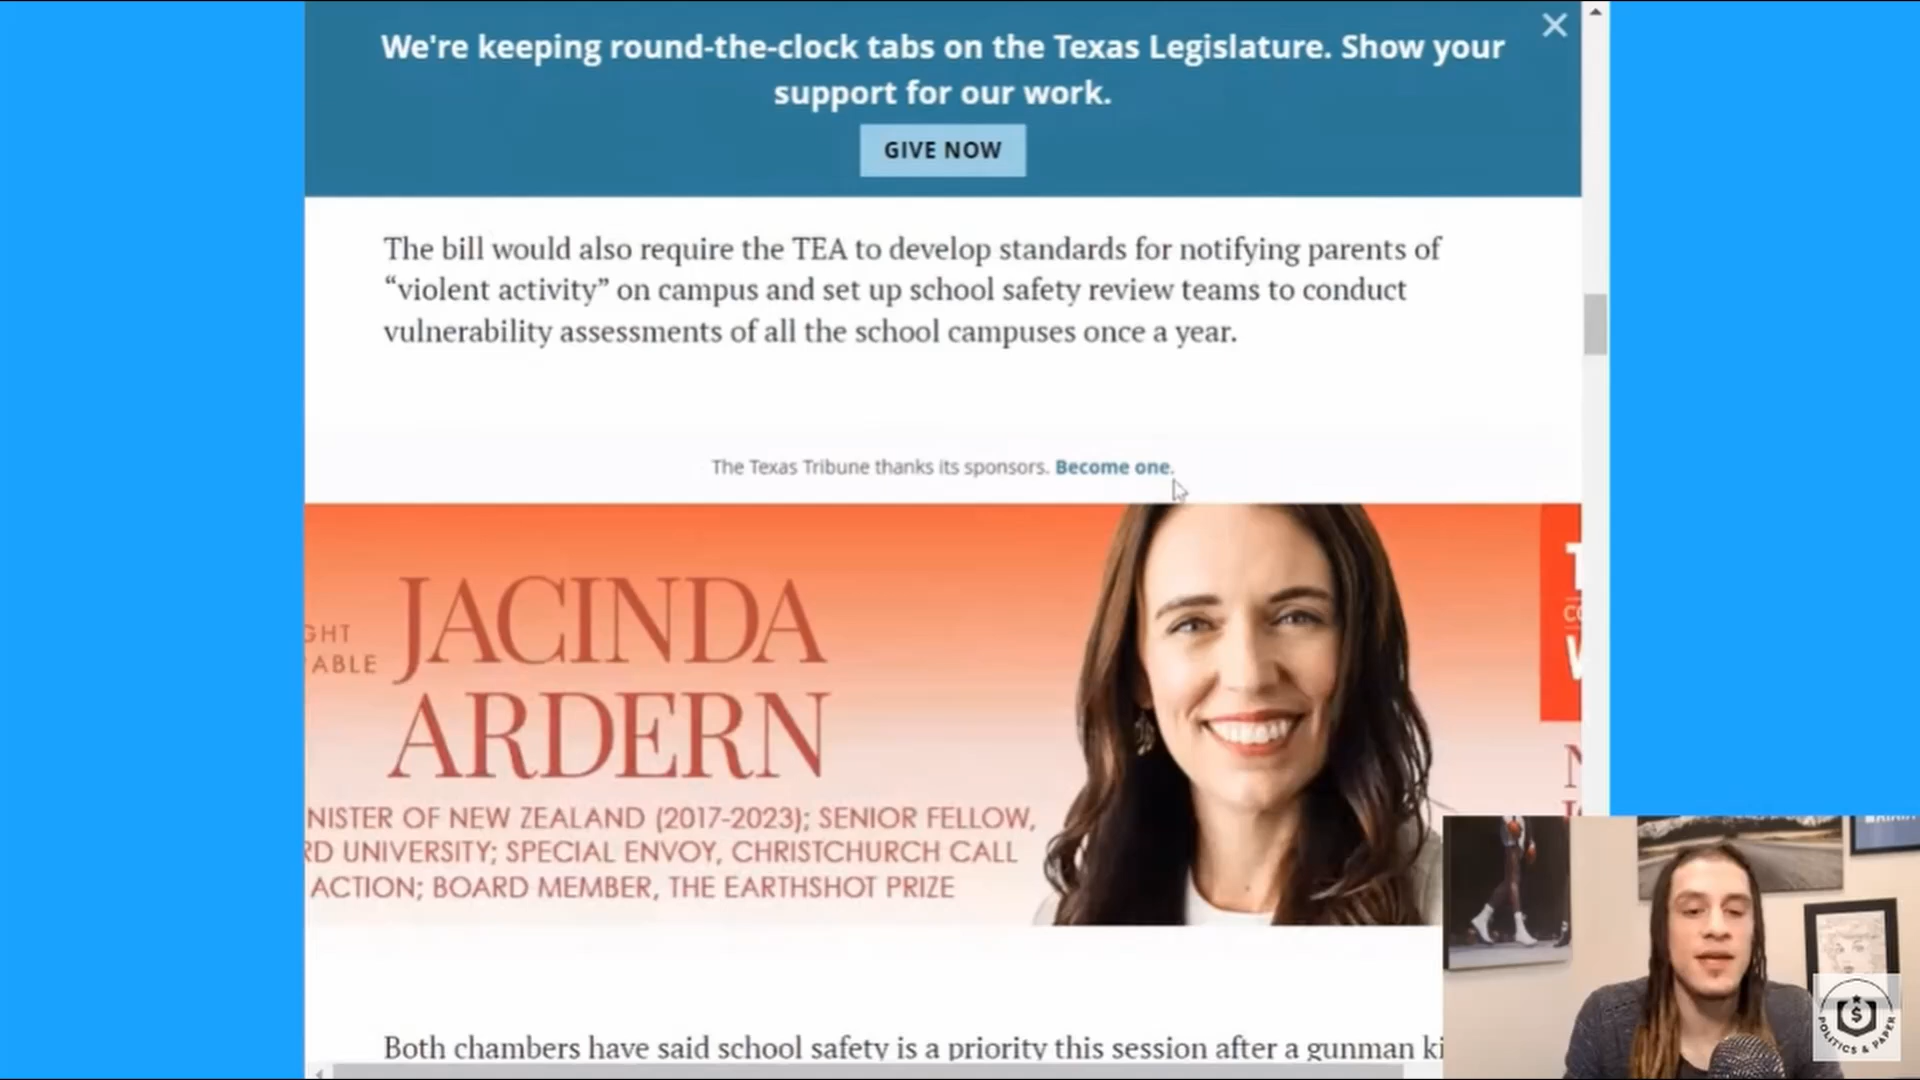 We're keeping round-the-clock tabs on the Texas Legislature. Show your
support for our work.
GIVE NOW
The bill would also require the TEA to develop standards for notifying parents of
“violent activity” on campus and set up school safety review teams to conduct
vulnerability assessments of all the school campuses once a year.
The Texas Tribune thanks its sponsors. Become one.
GHT
ABLE
JACINDA
ARDERN
NISTER OF NEW ZEALAND (2017-2023); SENIOR FELLOW,
RD UNIVERSITY; SPECIAL ENVOY, CHRISTCHURCH CALL
ACTION; BOARD MEMBER, THE EARTHSHOT PRIZE
Both chambers have said school safety is a priority this session after a gunman ki
POLITICS & PAPER